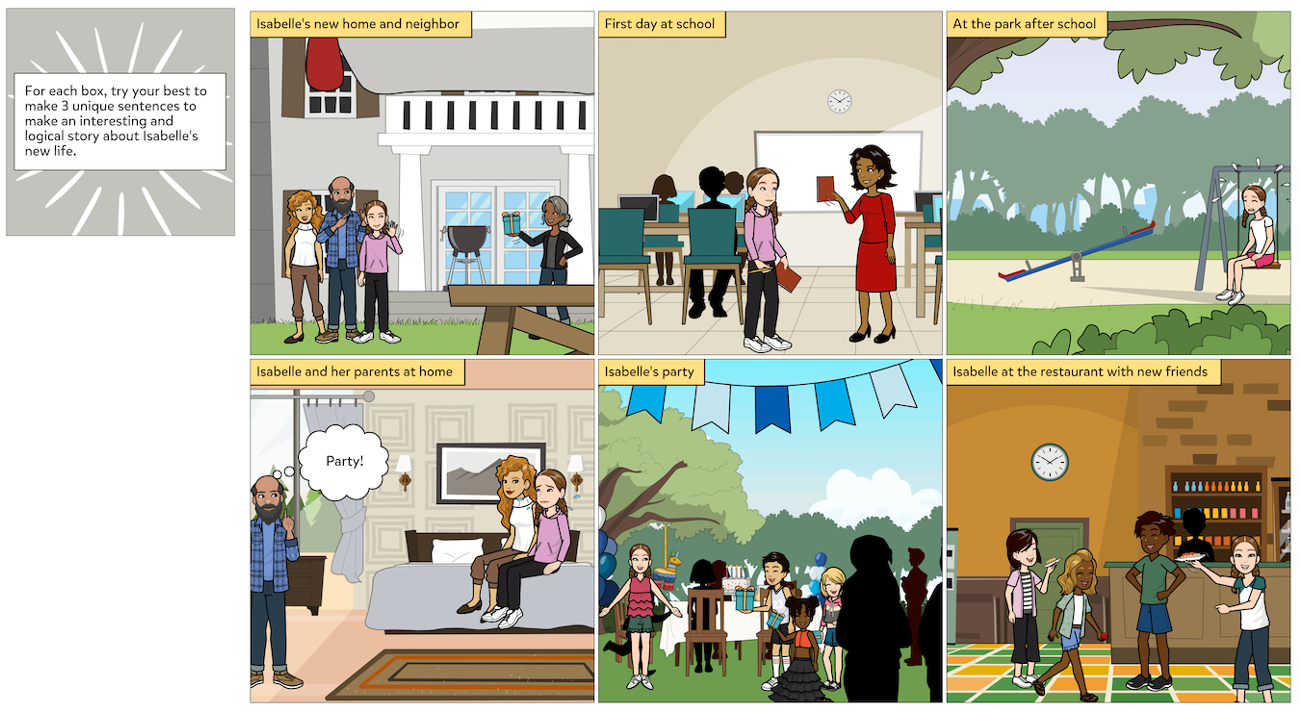 For each box, try your best to
make 3 unique sentences to
make an interesting and
logical story about Isabelle's
new life.
Isabelle's new home and neighbor
First day at school
At the park after school
Isabelle and her parents at home
Party!
Isabelle's party
Isabelle at the restaurant with new friends